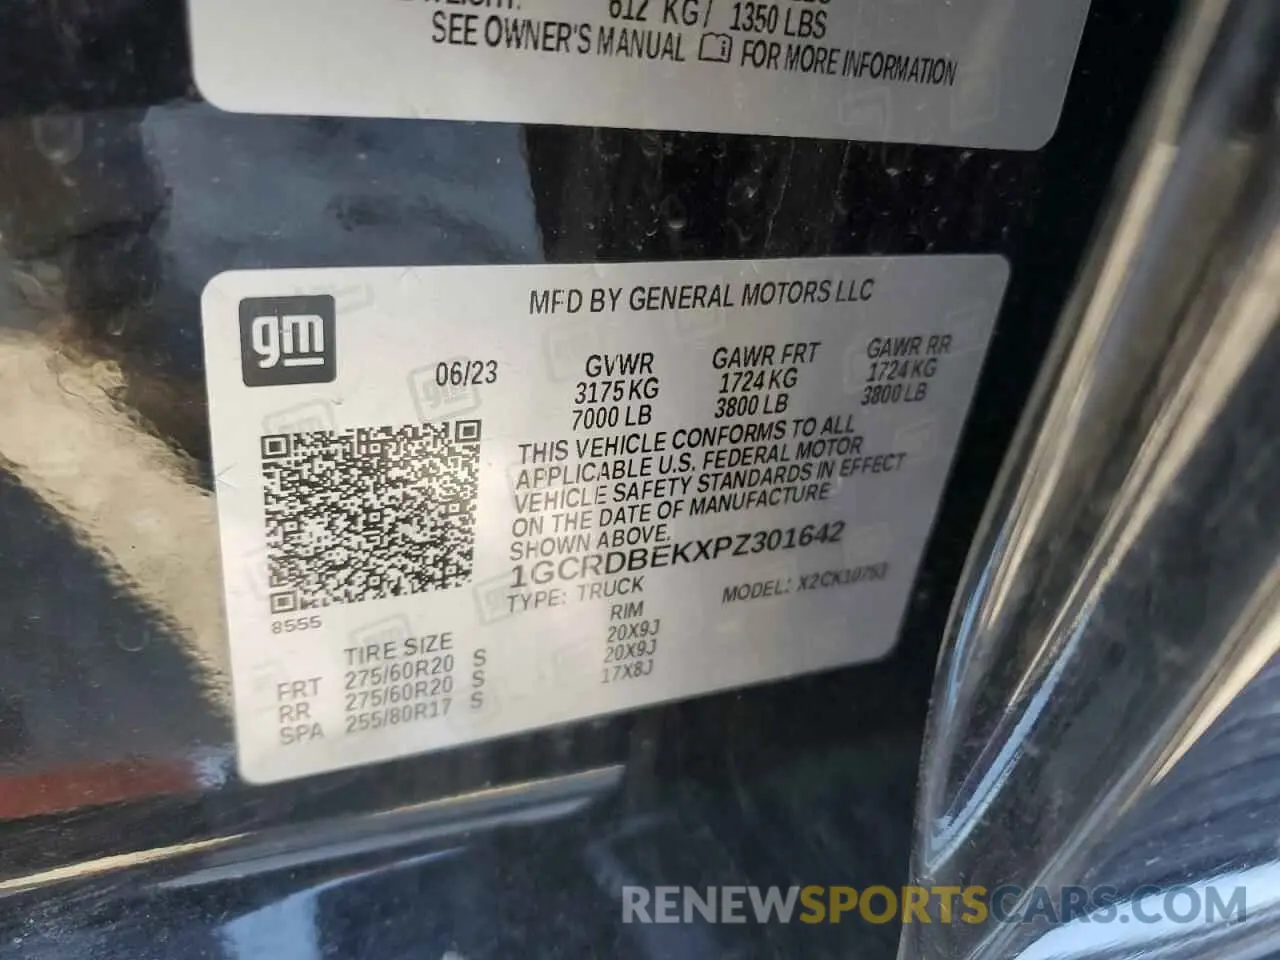 612 KG / 1350 LBS
SEE OWNER'S MANUAL FOR MORE INFORMATION
gm
MFD BY GENERAL MOTORS LLC
06/23
GVWR GAWR FRT GAWR RR
3175 KG 1724 KG 1724 KG
7000 LB 3800 LB 3800 LB
THIS VEHICLE CONFORMS TO ALL
APPLICABLE U.S. FEDERAL MOTOR
VEHICLE SAFETY STANDARDS IN EFFECT
ON THE DATE OF MANUFACTURE
SHOWN ABOVE.
1GCRDBEKXPZ301642
TYPE: TRUCK MODEL: X2CK10753
8555
TIRE SIZE RIM
FRT 275/60R20 S 20X9J
RR 275/60R20 S 20X9J
SPA 255/80R17 S 17X8J
RENEWSPORTSCARS.COM